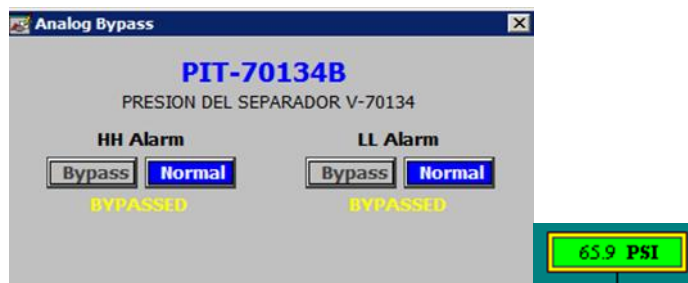 Analog Bypass
PIT-70134B
PRESION DEL SEPARADOR V-70134
HH Alarm LL Alarm
Bypass Normal Bypass Normal
BYPASSED BYPASSED
65.9 PSI